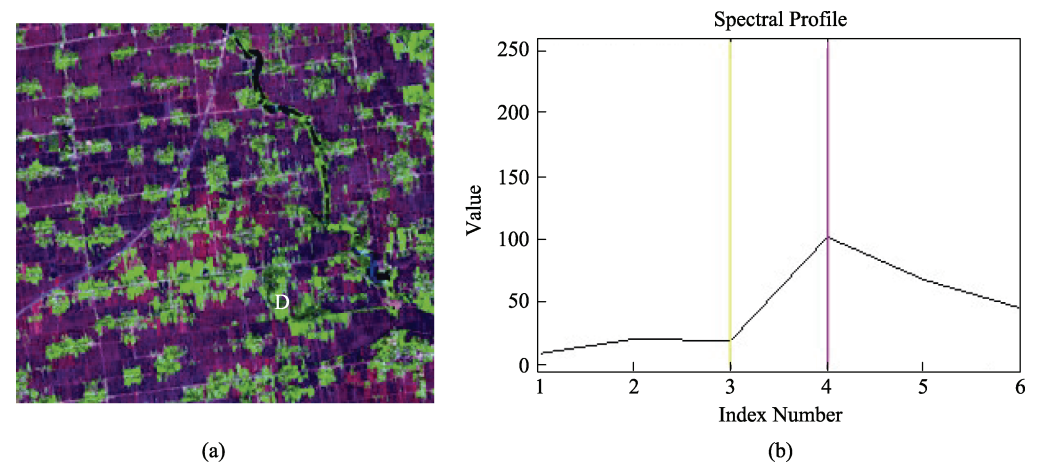 D
(a)
Spectral Profile
250
200
150
100
50
0
Value
1 2 3 4 5 6
Index Number
(b)